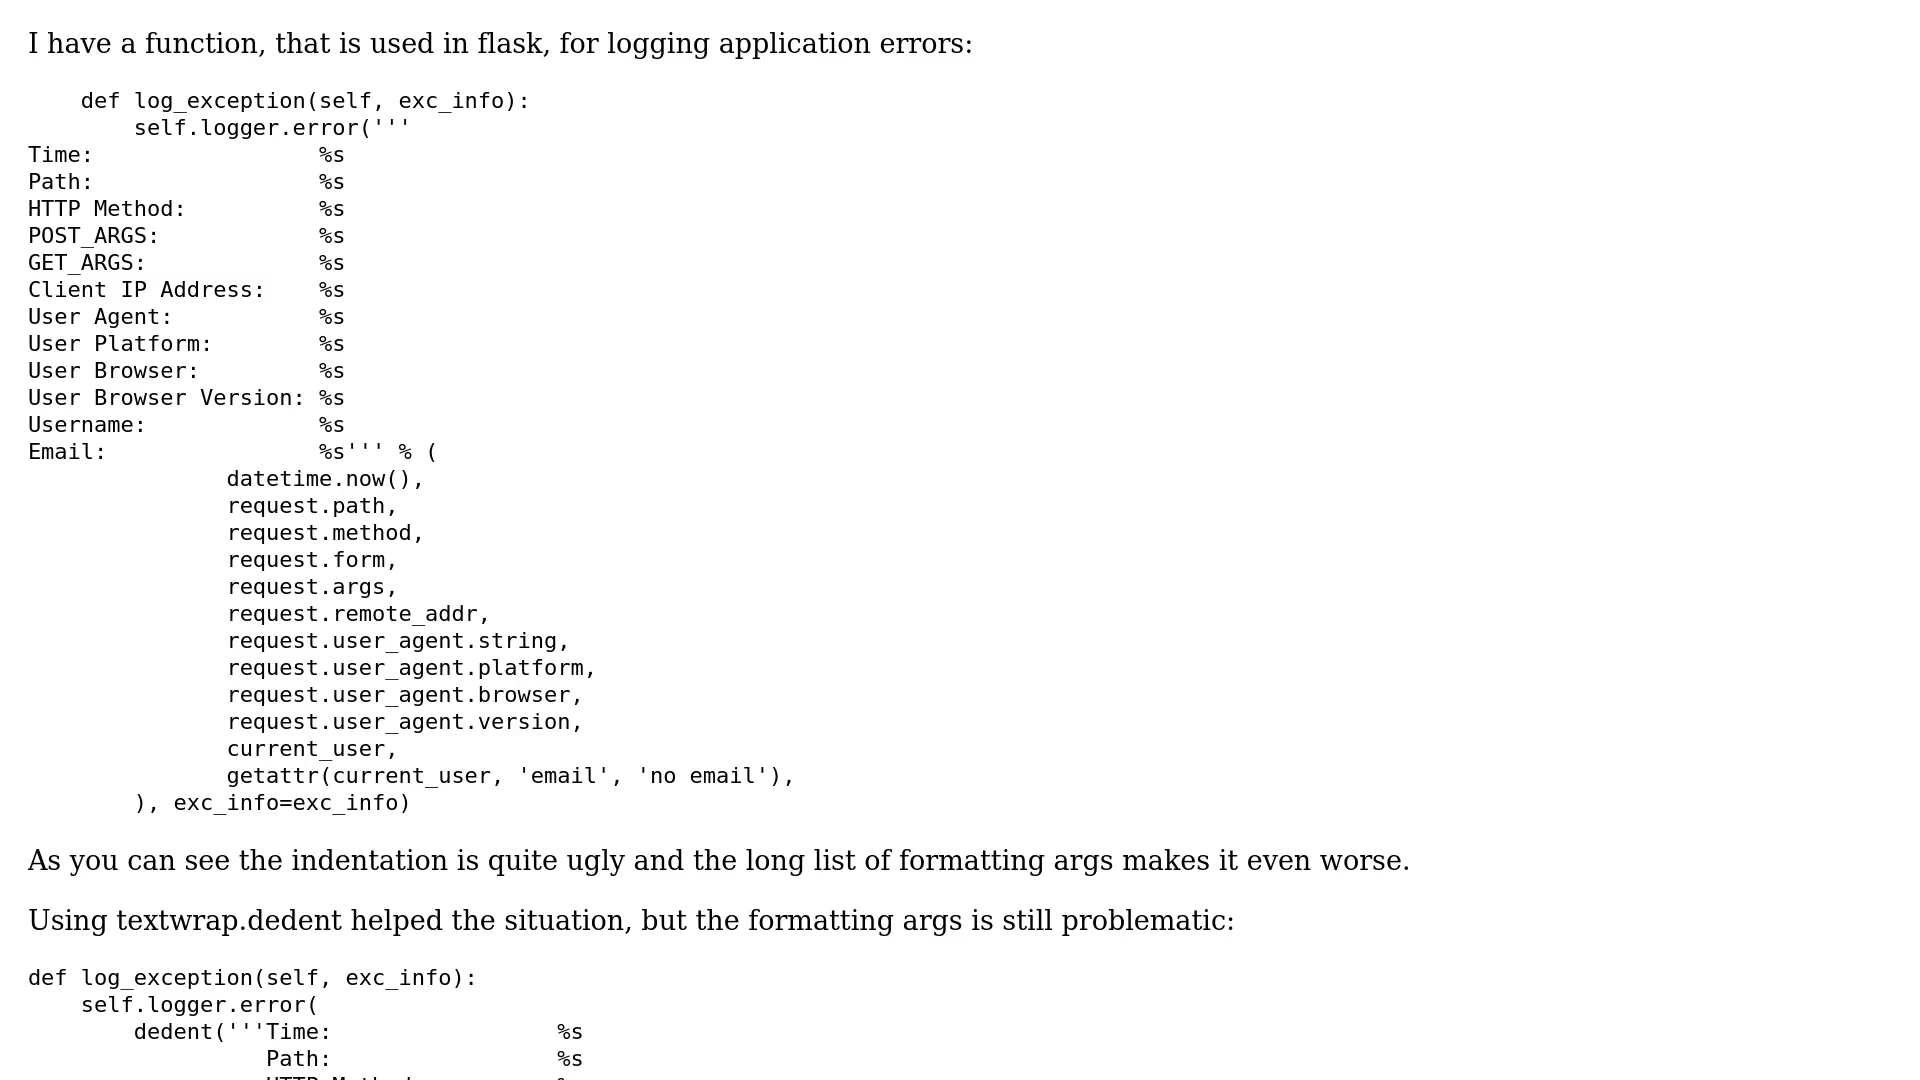 I have a function, that is used in flask, for logging application errors:
    def log_exception(self, exc_info):
        self.logger.error('''
Time:                 %s
Path:                 %s
HTTP Method:          %s
POST_ARGS:            %s
GET_ARGS:             %s
Client IP Address:    %s
User Agent:           %s
User Platform:        %s
User Browser:         %s
User Browser Version: %s
Username:             %s
Email:                %s''' % (
               datetime.now(),
               request.path,
               request.method,
               request.form,
               request.args,
               request.remote_addr,
               request.user_agent.string,
               request.user_agent.platform,
               request.user_agent.browser,
               request.user_agent.version,
               current_user,
               getattr(current_user, 'email', 'no email'),
        ), exc_info=exc_info)
As you can see the indentation is quite ugly and the long list of formatting args makes it even worse.
Using textwrap.dedent helped the situation, but the formatting args is still problematic:
def log_exception(self, exc_info):
    self.logger.error(
        dedent('''Time:                 %s
                  Path:                 %s